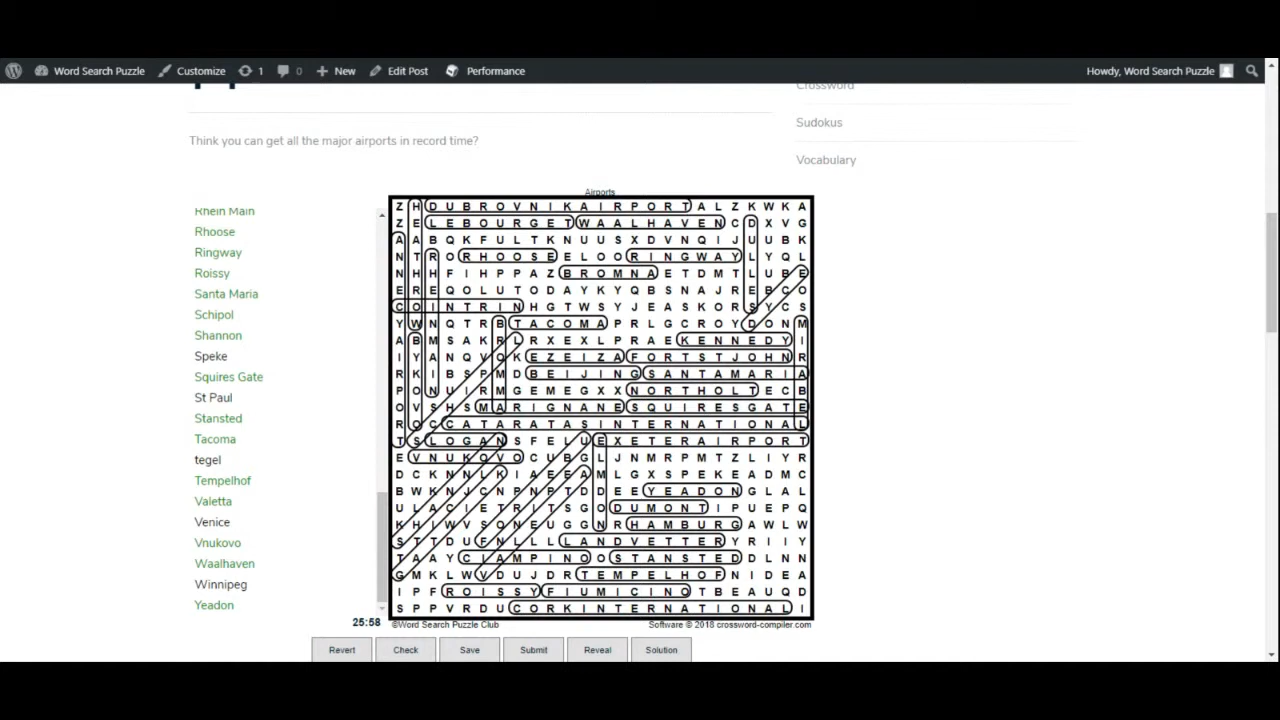 Word Search Puzzle Customize 1 0 New Edit Post Performance Howdy, Word Search Puzzle
Crossword
Think you can get all the major airports in record time?
Sudokus
Vocabulary
Airports
Rhein Main
Rhoose
Ringway
Roissy
Santa Maria
Schipol
Shannon
Speke
Squires Gate
St Paul
Stansted
Tacoma
tegel
Tempelhof
Valetta
Venice
Vnukovo
Waalhaven
Winnipeg
Yeadon
Z H D U B R O V N I K A I R P O R T A L Z K W K A
Z E L E B O U R G E T W A A L H A V E N C D X V G
A A B Q K F U L T K N U U S X D V N Q I J U U B K
N T R O R H O O S E E L O O R I N G W A Y L Y Q L
N H H F I H P P A Z B R O M N A E T D M T L U B E
E R E Q O L U T O D A Y K Y Q B S N A J R E B C O
C O I N T R I N H G T W S Y J E A S K O R S Y C S
Y W N Q T R B T A C O M A P R L G C R O Y D O N M
A B M S A K R L R X E X L P R A E K E N N E D Y I
I Y A N Q V O K E Z E I Z A F O R T S T J O H N R
R K I B S P M D B E I J I N G S A N T A M A R I A
P O N U I R M G E M E G X X N O R T H O L T E C B
O V S H S M A R I G N A N E S Q U I R E S G A T E
R O C C A T A R A T A S I N T E R N A T I O N A L
T S L O G A N S F E L U E X E T E R A I R P O R T
E V N U K O V O C U B G L J N M R P M T Z L I Y R
D C K N N L K I A E E A M L G X S P E K E A D M C
B W K N J C N P N P T D D E E Y E A D O N G L A L
U L A C I E T R I T S G O D U M O N T I P U E P Q
K H I W V S O N E U G G N R H A M B U R G A W L W
S T T D U F N L L L L A N D V E T T E R Y R I I Y
T A A Y C I A M P I N O O S T A N S T E D D L N N
G M K L W V D U J D R T E M P E L H O F N I D E A
I P F R O I S S Y F I U M I C I N O T B E A U Q D
S P P V R D U C O R K I N T E R N A T I O N A L I
25:58
©Word Search Puzzle Club Software © 2018 crossword-compiler.com
Revert Check Save Submit Reveal Solution